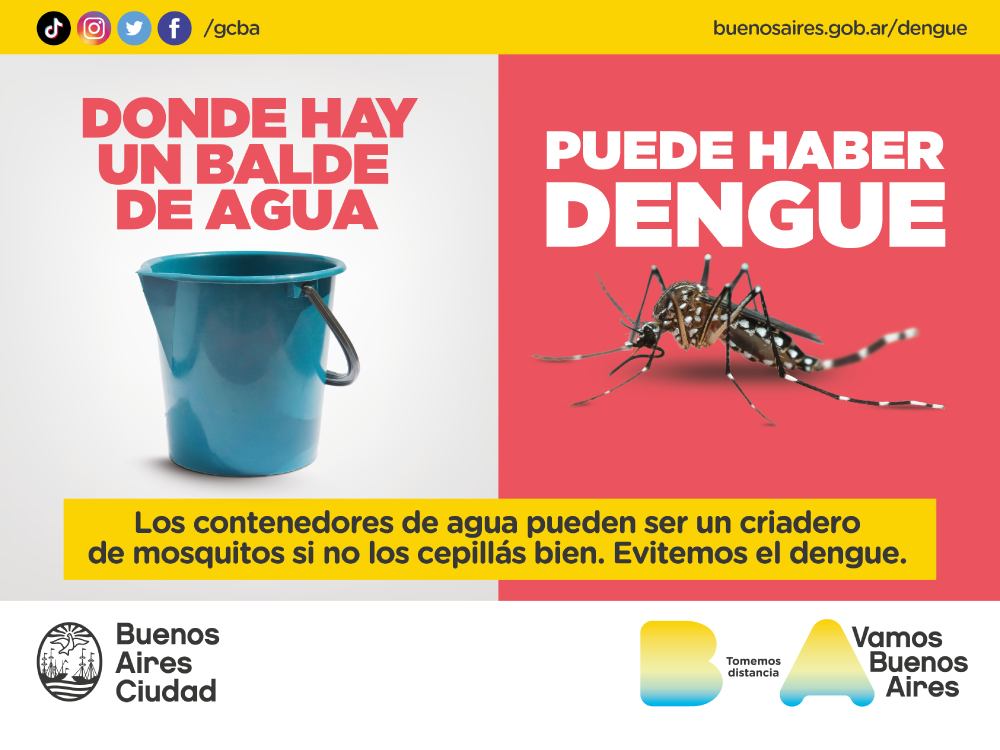 /gcba
buenosaires.gob.ar/dengue
DONDE HAY
UN BALDE
DE AGUA
PUEDE HABER
DENGUE
Los contenedores de agua pueden ser un criadero
de mosquitos si no los cepillás bien. Evitemos el dengue.
Buenos
Aires
Ciudad
B
Tomemos
distancia
A
Vamos
Buenos
Aires